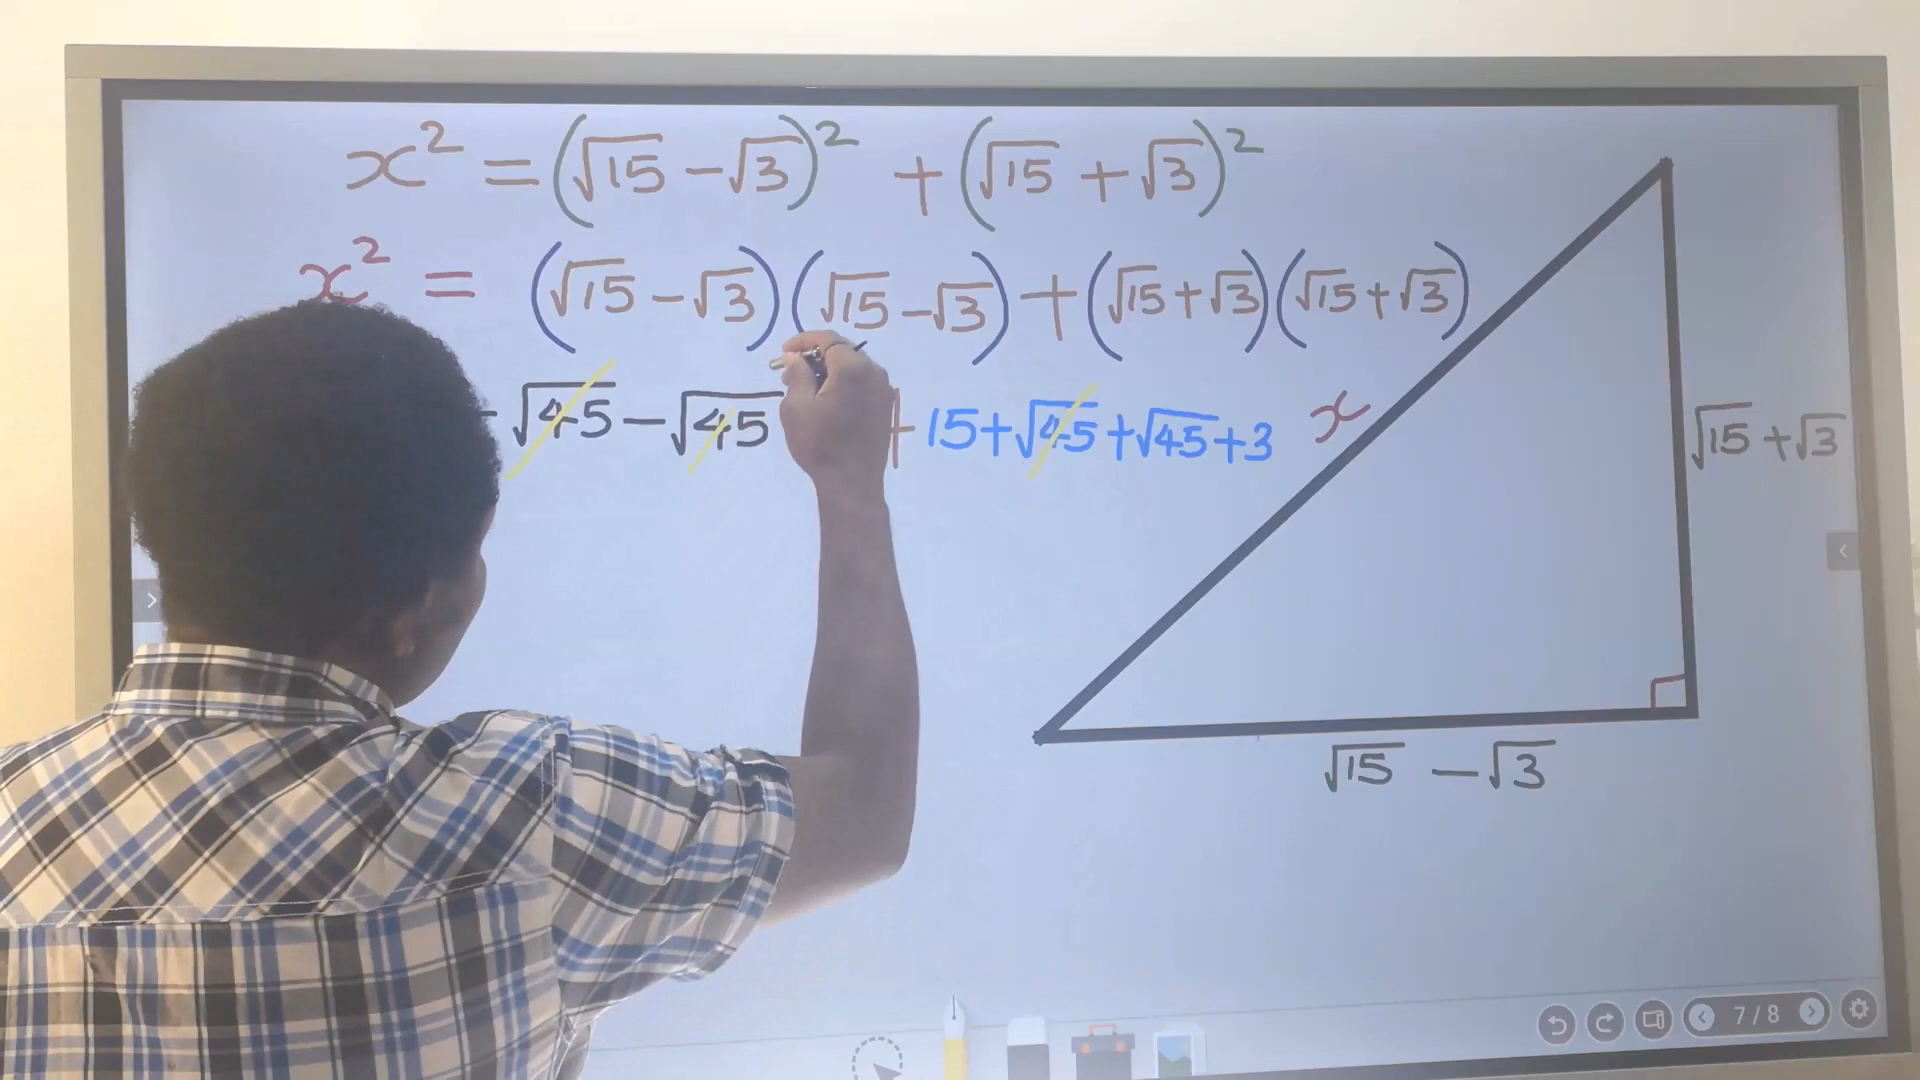 x² = (√15 − √3)² + (√15 + √3)²
x² = (√15 − √3)(√15 − √3) + (√15 + √3)(√15 + √3)
− √45 − √45 + 15 + √45 + √45 + 3
x
√15 + √3
√15 − √3
7 / 8